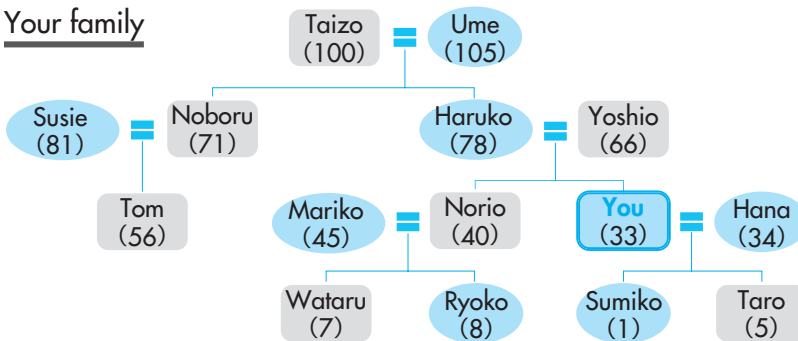 Your family
Taizo
(100)
Ume
(105)
Susie
(81)
Noboru
(71)
Haruko
(78)
Yoshio
(66)
Tom
(56)
Mariko
(45)
Norio
(40)
You
(33)
Hana
(34)
Wataru
(7)
Ryoko
(8)
Sumiko
(1)
Taro
(5)